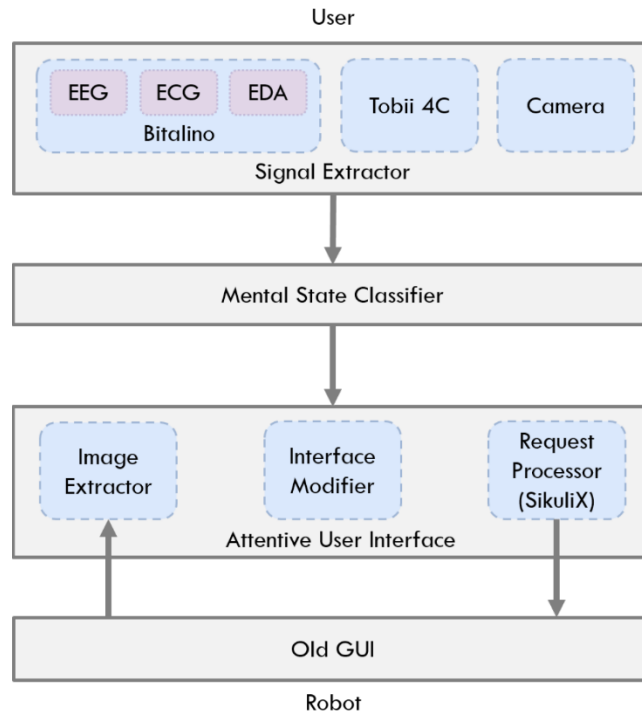 User
EEG ECG EDA
Bitalino
Tobii 4C
Camera
Signal Extractor
Mental State Classifier
Image
Extractor
Interface
Modifier
Request
Processor
(SikuliX)
Attentive User Interface
Old GUI
Robot